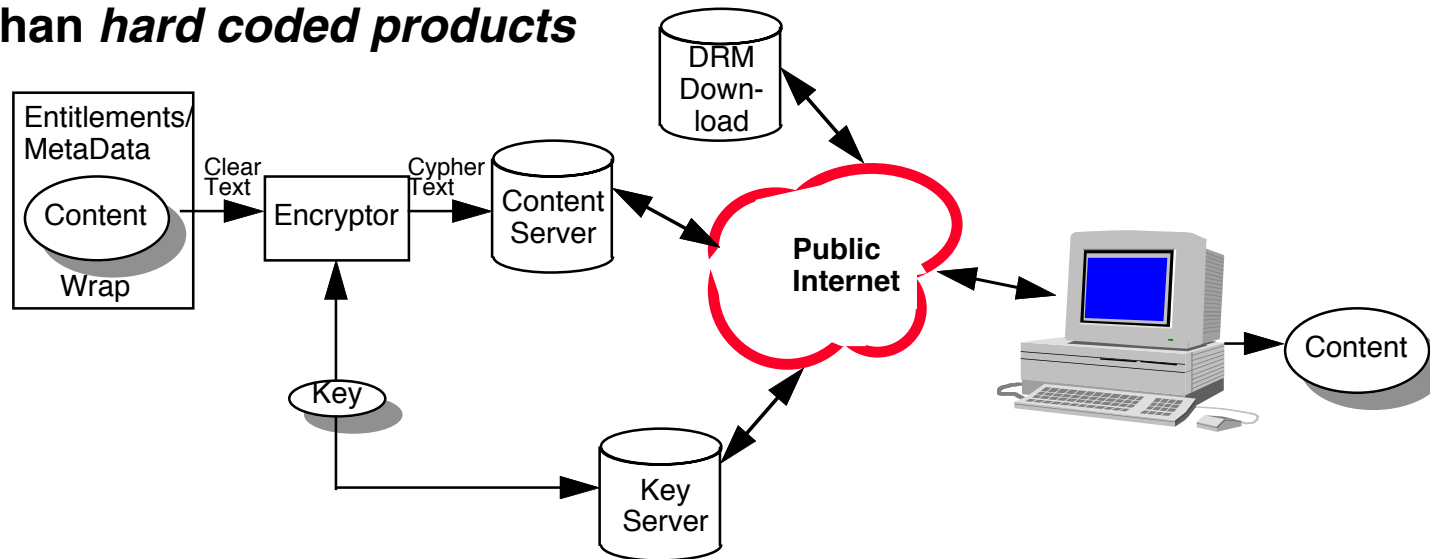 han hard coded products
DRM
Down-
load
Entitlements/
MetaData
Content
Wrap
Clear
Text
Encryptor
Cypher
Text
Content
Server
Public
Internet
Content
Key
Key
Server